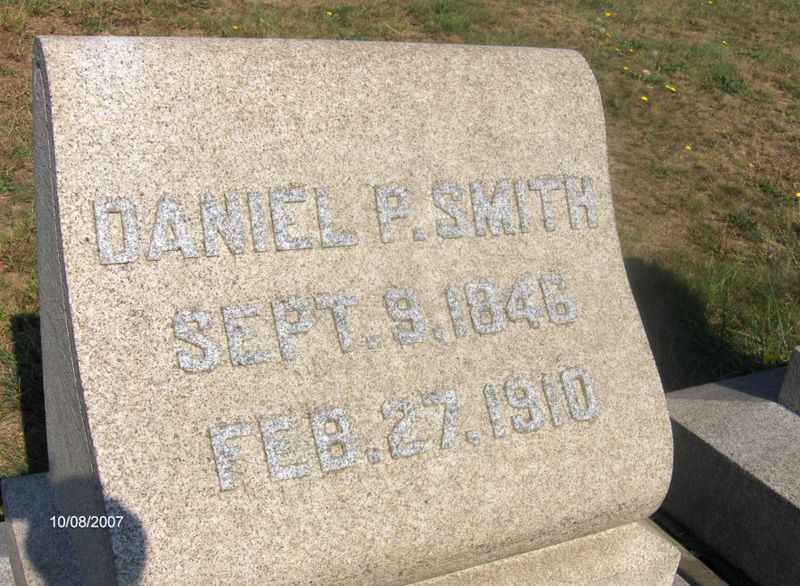 DANIEL P. SMITH
SEPT. 9. 1846
FEB. 27. 1910
10/08/2007